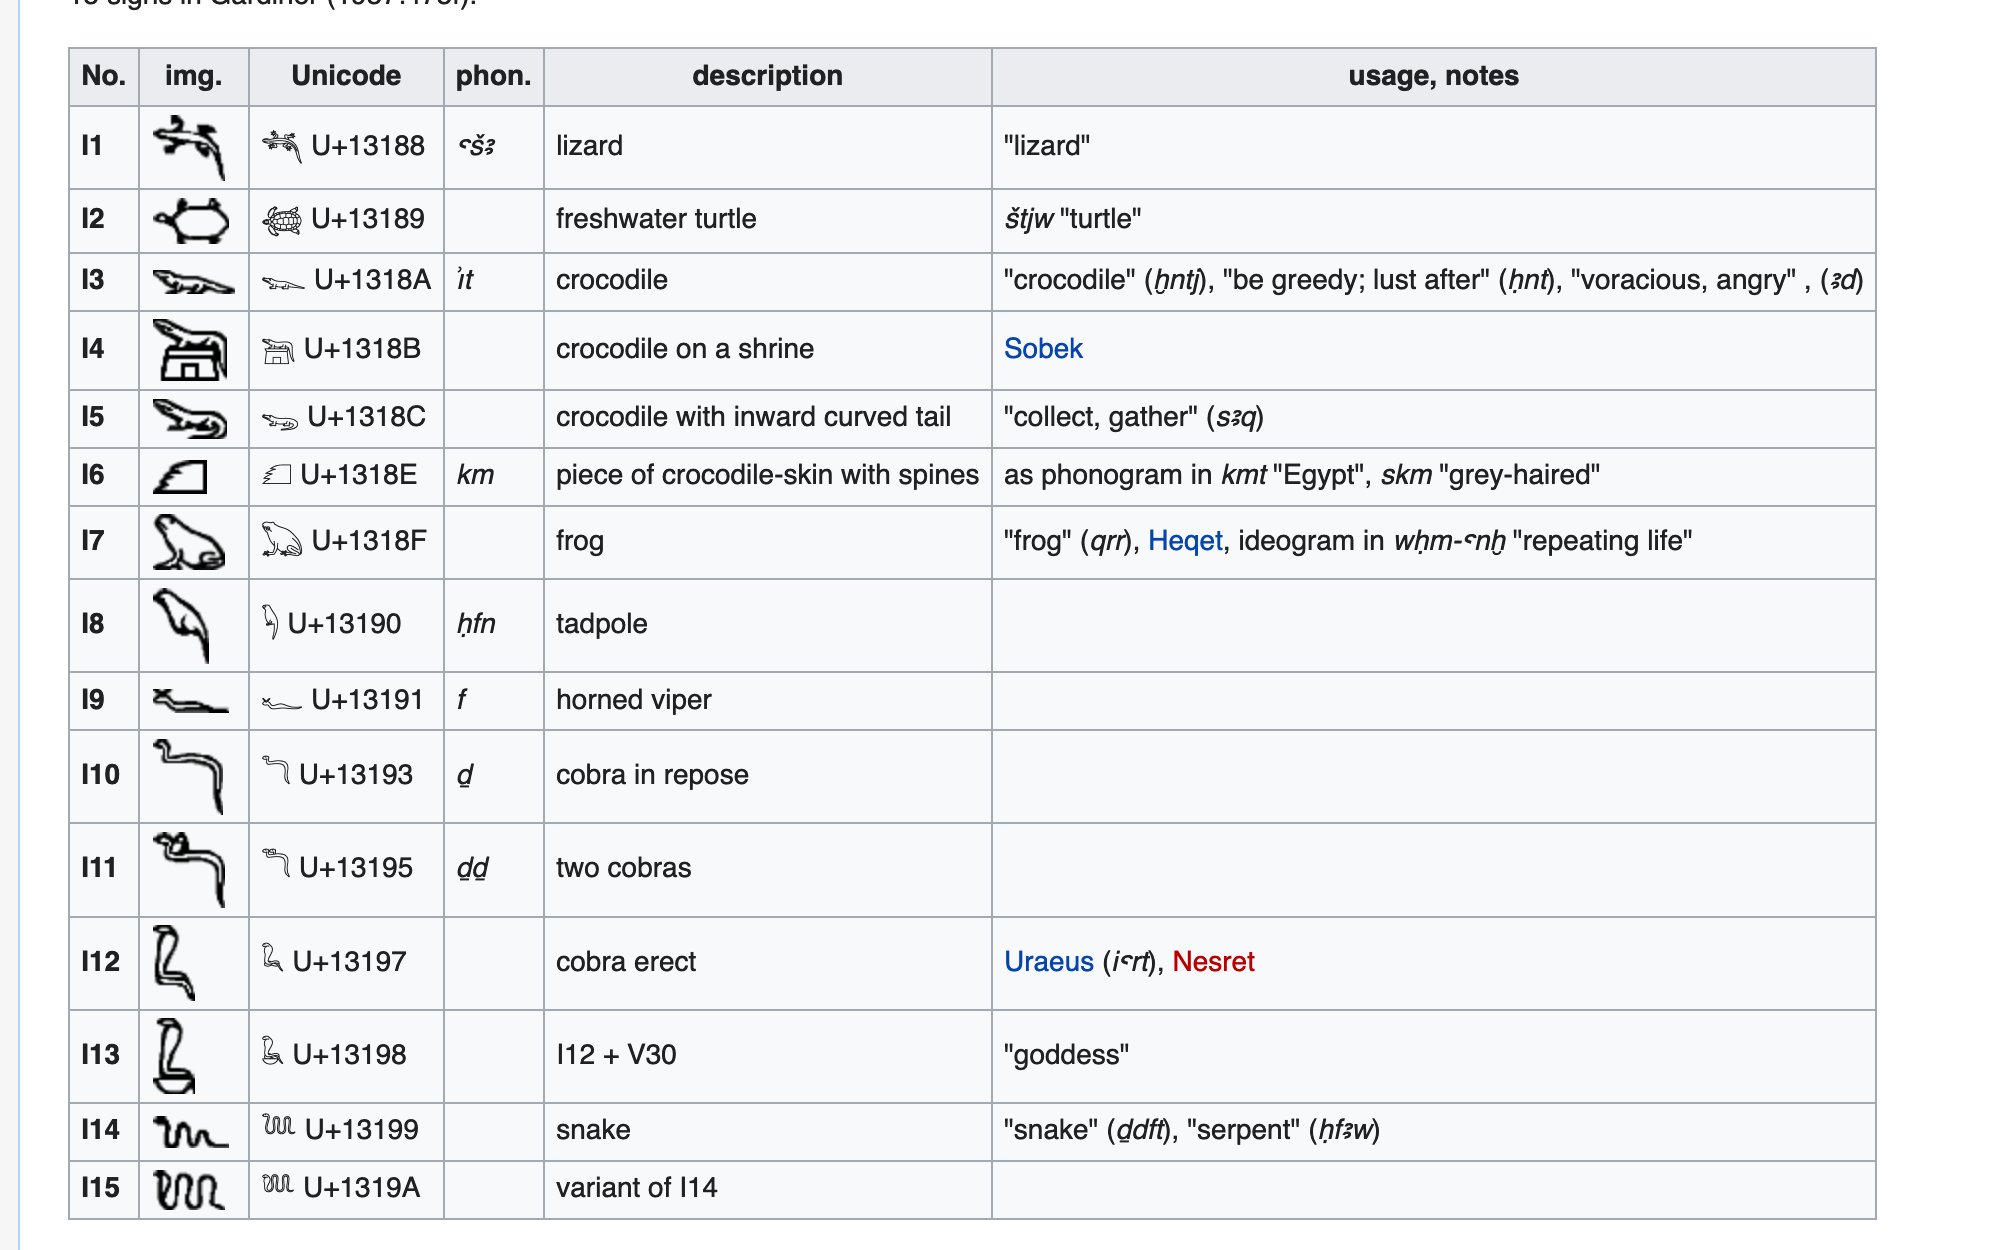 signs in Gardiner
No. img. Unicode phon. description usage, notes
I1 𓆈 U+13188 ꜥšꜣ lizard "lizard"
I2 𓆉 U+13189 freshwater turtle štjw "turtle"
I3 𓆊 U+1318A ꞽt crocodile "crocodile" (ḫntj), "be greedy; lust after" (ḥnt), "voracious, angry" , (ꜣd)
I4 𓆋 U+1318B crocodile on a shrine Sobek
I5 𓆌 U+1318C crocodile with inward curved tail "collect, gather" (sꜣq)
I6 𓆎 U+1318E km piece of crocodile-skin with spines as phonogram in kmt "Egypt", skm "grey-haired"
I7 𓆏 U+1318F frog "frog" (qrr), Heqet, ideogram in wḥm-ꜥnḫ "repeating life"
I8 𓆐 U+13190 ḥfn tadpole
I9 𓆑 U+13191 f horned viper
I10 𓆓 U+13193 ḏ cobra in repose
I11 𓆕 U+13195 ḏḏ two cobras
I12 𓆗 U+13197 cobra erect Uraeus (iꜥrt), Nesret
I13 𓆘 U+13198 I12 + V30 "goddess"
I14 𓆙 U+13199 snake "snake" (ḏdft), "serpent" (ḥfꜣw)
I15 𓆚 U+1319A variant of I14